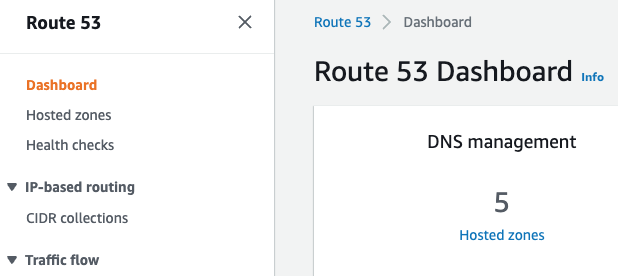 Route 53
Dashboard
Hosted zones
Health checks
IP-based routing
CIDR collections
Traffic flow
Route 53 > Dashboard
Route 53 Dashboard Info
DNS management
5
Hosted zones